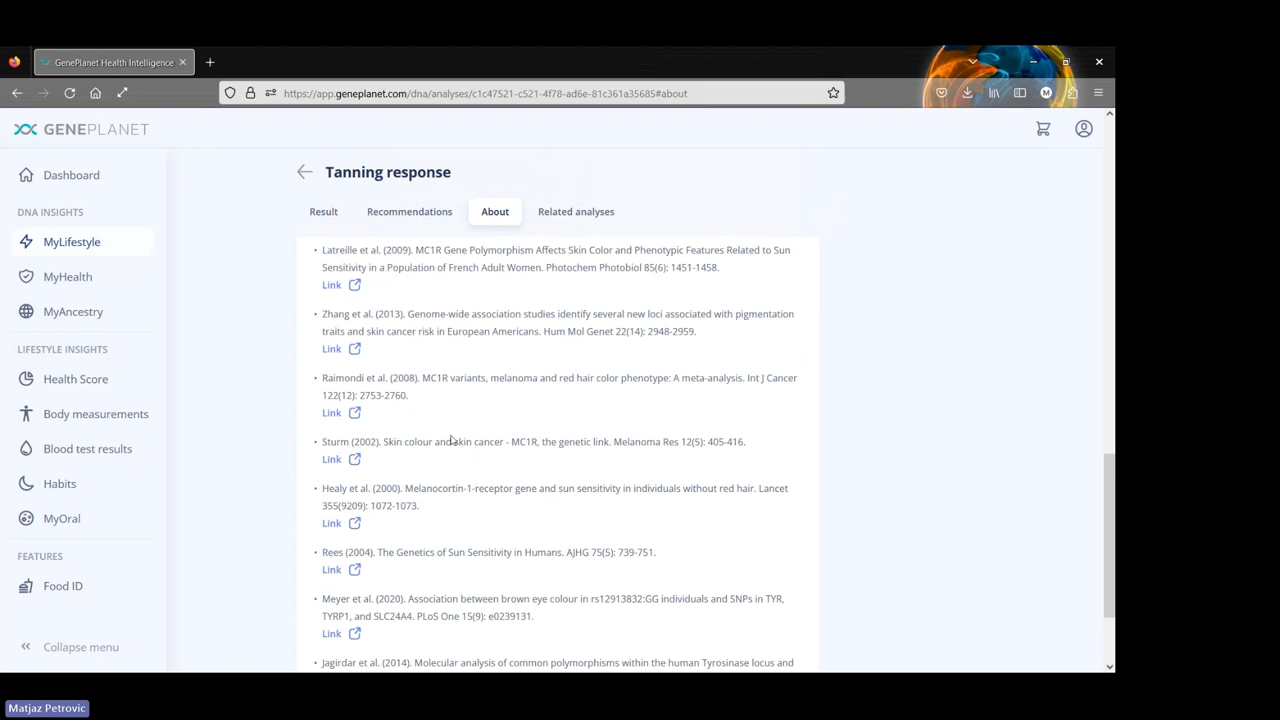 GenePlanet Health Intelligence
https://app.geneplanet.com/dna/analyses/c1c47521-c521-4f78-ad6e-81c361a35685#about
M
GENEPLANET
Dashboard
DNA INSIGHTS
MyLifestyle
MyHealth
MyAncestry
LIFESTYLE INSIGHTS
Health Score
Body measurements
Blood test results
Habits
MyOral
FEATURES
Food ID
Collapse menu
Tanning response
Result Recommendations About Related analyses
• Latreille et al. (2009). MC1R Gene Polymorphism Affects Skin Color and Phenotypic Features Related to Sun
Sensitivity in a Population of French Adult Women. Photochem Photobiol 85(6): 1451-1458.
Link
• Zhang et al. (2013). Genome-wide association studies identify several new loci associated with pigmentation
traits and skin cancer risk in European Americans. Hum Mol Genet 22(14): 2948-2959.
Link
• Raimondi et al. (2008). MC1R variants, melanoma and red hair color phenotype: A meta-analysis. Int J Cancer
122(12): 2753-2760.
Link
• Sturm (2002). Skin colour and skin cancer - MC1R, the genetic link. Melanoma Res 12(5): 405-416.
Link
• Healy et al. (2000). Melanocortin-1-receptor gene and sun sensitivity in individuals without red hair. Lancet
355(9209): 1072-1073.
Link
• Rees (2004). The Genetics of Sun Sensitivity in Humans. AJHG 75(5): 739-751.
Link
• Meyer et al. (2020). Association between brown eye colour in rs12913832:GG individuals and SNPs in TYR,
TYRP1, and SLC24A4. PLoS One 15(9): e0239131.
Link
• Jagirdar et al. (2014). Molecular analysis of common polymorphisms within the human Tyrosinase locus and
Matjaz Petrovic